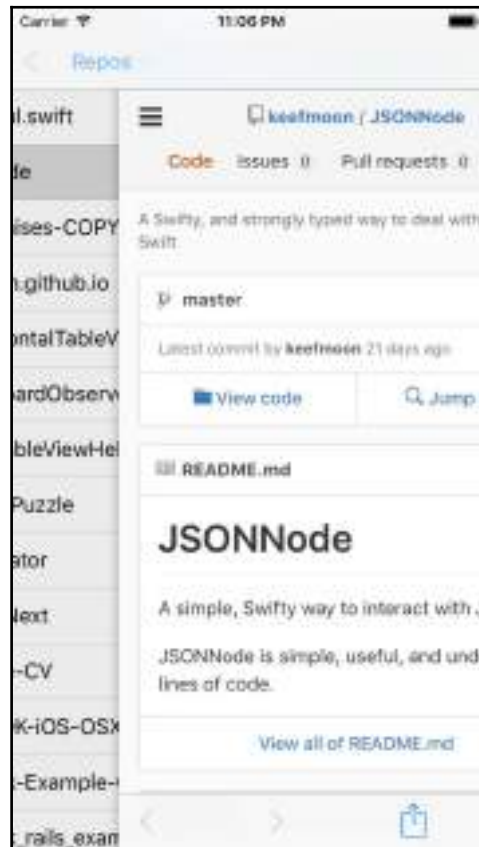 Carrier 11:06 PM
Repos
l.swift
de
ises-COPY
n.github.io
ontalTableV
oardObserv
ableViewHel
Puzzle
ator
Next
-CV
K-iOS-OSX
-Example-
_rails_exam
keefmoon / JSONNode
Code Issues 0 Pull requests 0
A Swifty, and strongly typed way to deal with
Swift
master
Latest commit by keefmoon 21 days ago
View code Jump
README.md
JSONNode
A simple, Swifty way to interact with J
JSONNode is simple, useful, and und
lines of code.
View all of README.md